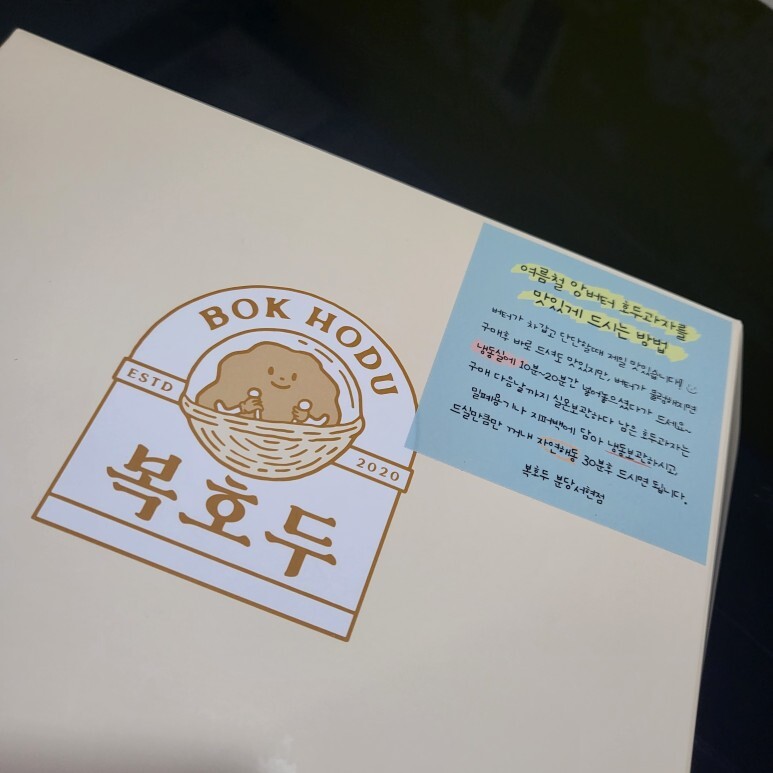 BOK HODU
ESTD
2020
복호두
여름철 앙버터 호두과자를
맛있게 드시는 방법
버터가 차갑고 단단할때 제일 맛있습니다!
구매후 바로 드셔도 맛있지만, 버터가 물렁해지면
냉동실에 10분~20분간 넣어놓으셨다가 드세요~
구매 다음날까지 실온보관하다 남은 호두과자는
밀폐용기나 지퍼백에 담아 냉동보관하시고
드실만큼만 꺼내 자연해동 30분후 드시면 됩니다.
복호두 분당서현점